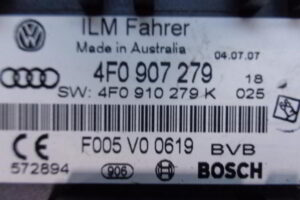 ILM Fahrer
Made in Australia 04.07.07
4F0 907 279 18
SW: 4F0 910 279 K 025
F005 V0 0619 BVB
572894 906 BOSCH